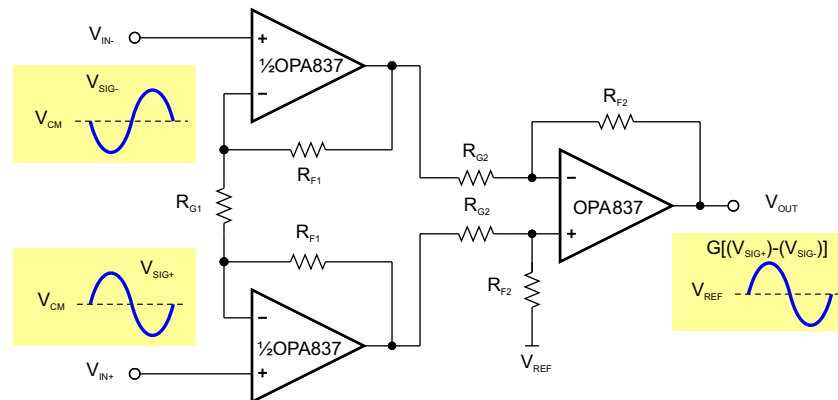 V_IN-
+
½OPA837
−
V_SIG-
V_CM
R_F1
R_F2
R_G2
−
OPA837
+
V_OUT
R_G1
R_G2
R_F1
R_F2
V_REF
G[(V_SIG+)-(V_SIG-)]
V_REF
V_SIG+
V_CM
−
½OPA837
+
V_IN+